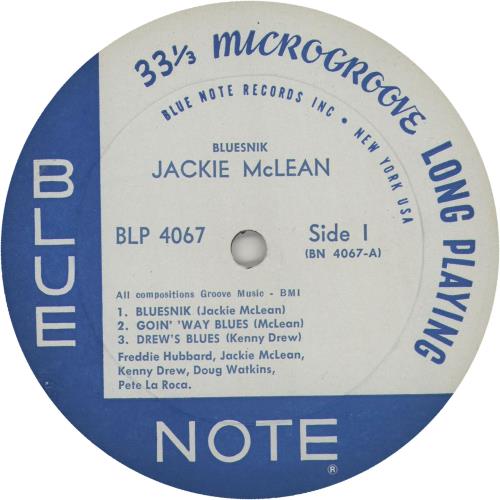 33⅓ MICROGROOVE LONG PLAYING
BLUE NOTE RECORDS INC • NEW YORK USA
BLUESNIK
JACKIE McLEAN
BLP 4067
Side 1
(BN 4067-A)
All compositions Groove Music - BMI
1. BLUESNIK (Jackie McLean)
2. GOIN' 'WAY BLUES (McLean)
3. DREW'S BLUES (Kenny Drew)
Freddie Hubbard, Jackie McLean,
Kenny Drew, Doug Watkins,
Pete La Roca.
BLUE
NOTE®